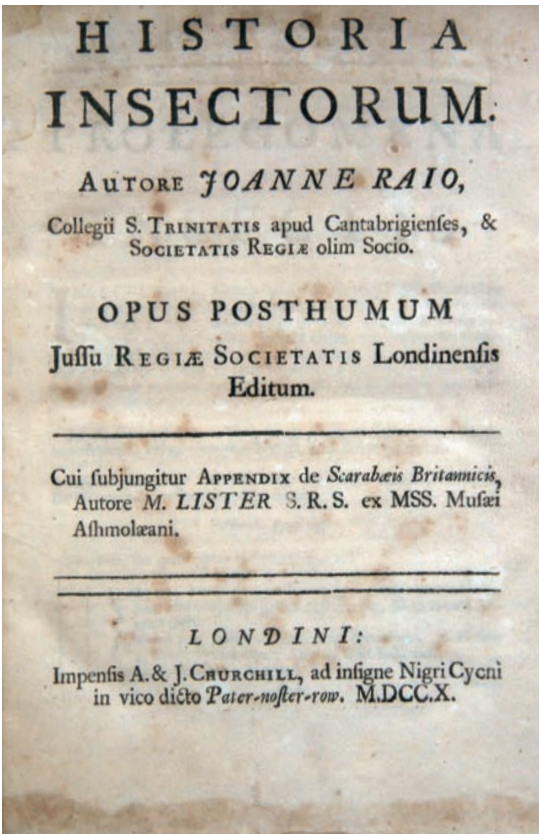 HISTORIA
INSECTORUM.
AUTORE JOANNE RAIO,
Collegii S. TRINITATIS apud Cantabrigienſes, &
SOCIETATIS REGIÆ olim Socio.
OPUS POSTHUMUM
Juſſu REGIÆ SOCIETATIS Londinenſis
Editum.
Cui ſubjungitur APPENDIX de Scarabæis Britannicis,
Autore M. LISTER S. R. S. ex MSS. Muſæi
Aſhmolæani.
LONDINI:
Impenſis A. & J. CHURCHILL, ad inſigne Nigri Cycni
in vico dicto Pater-noſter-row. M.DCC.X.